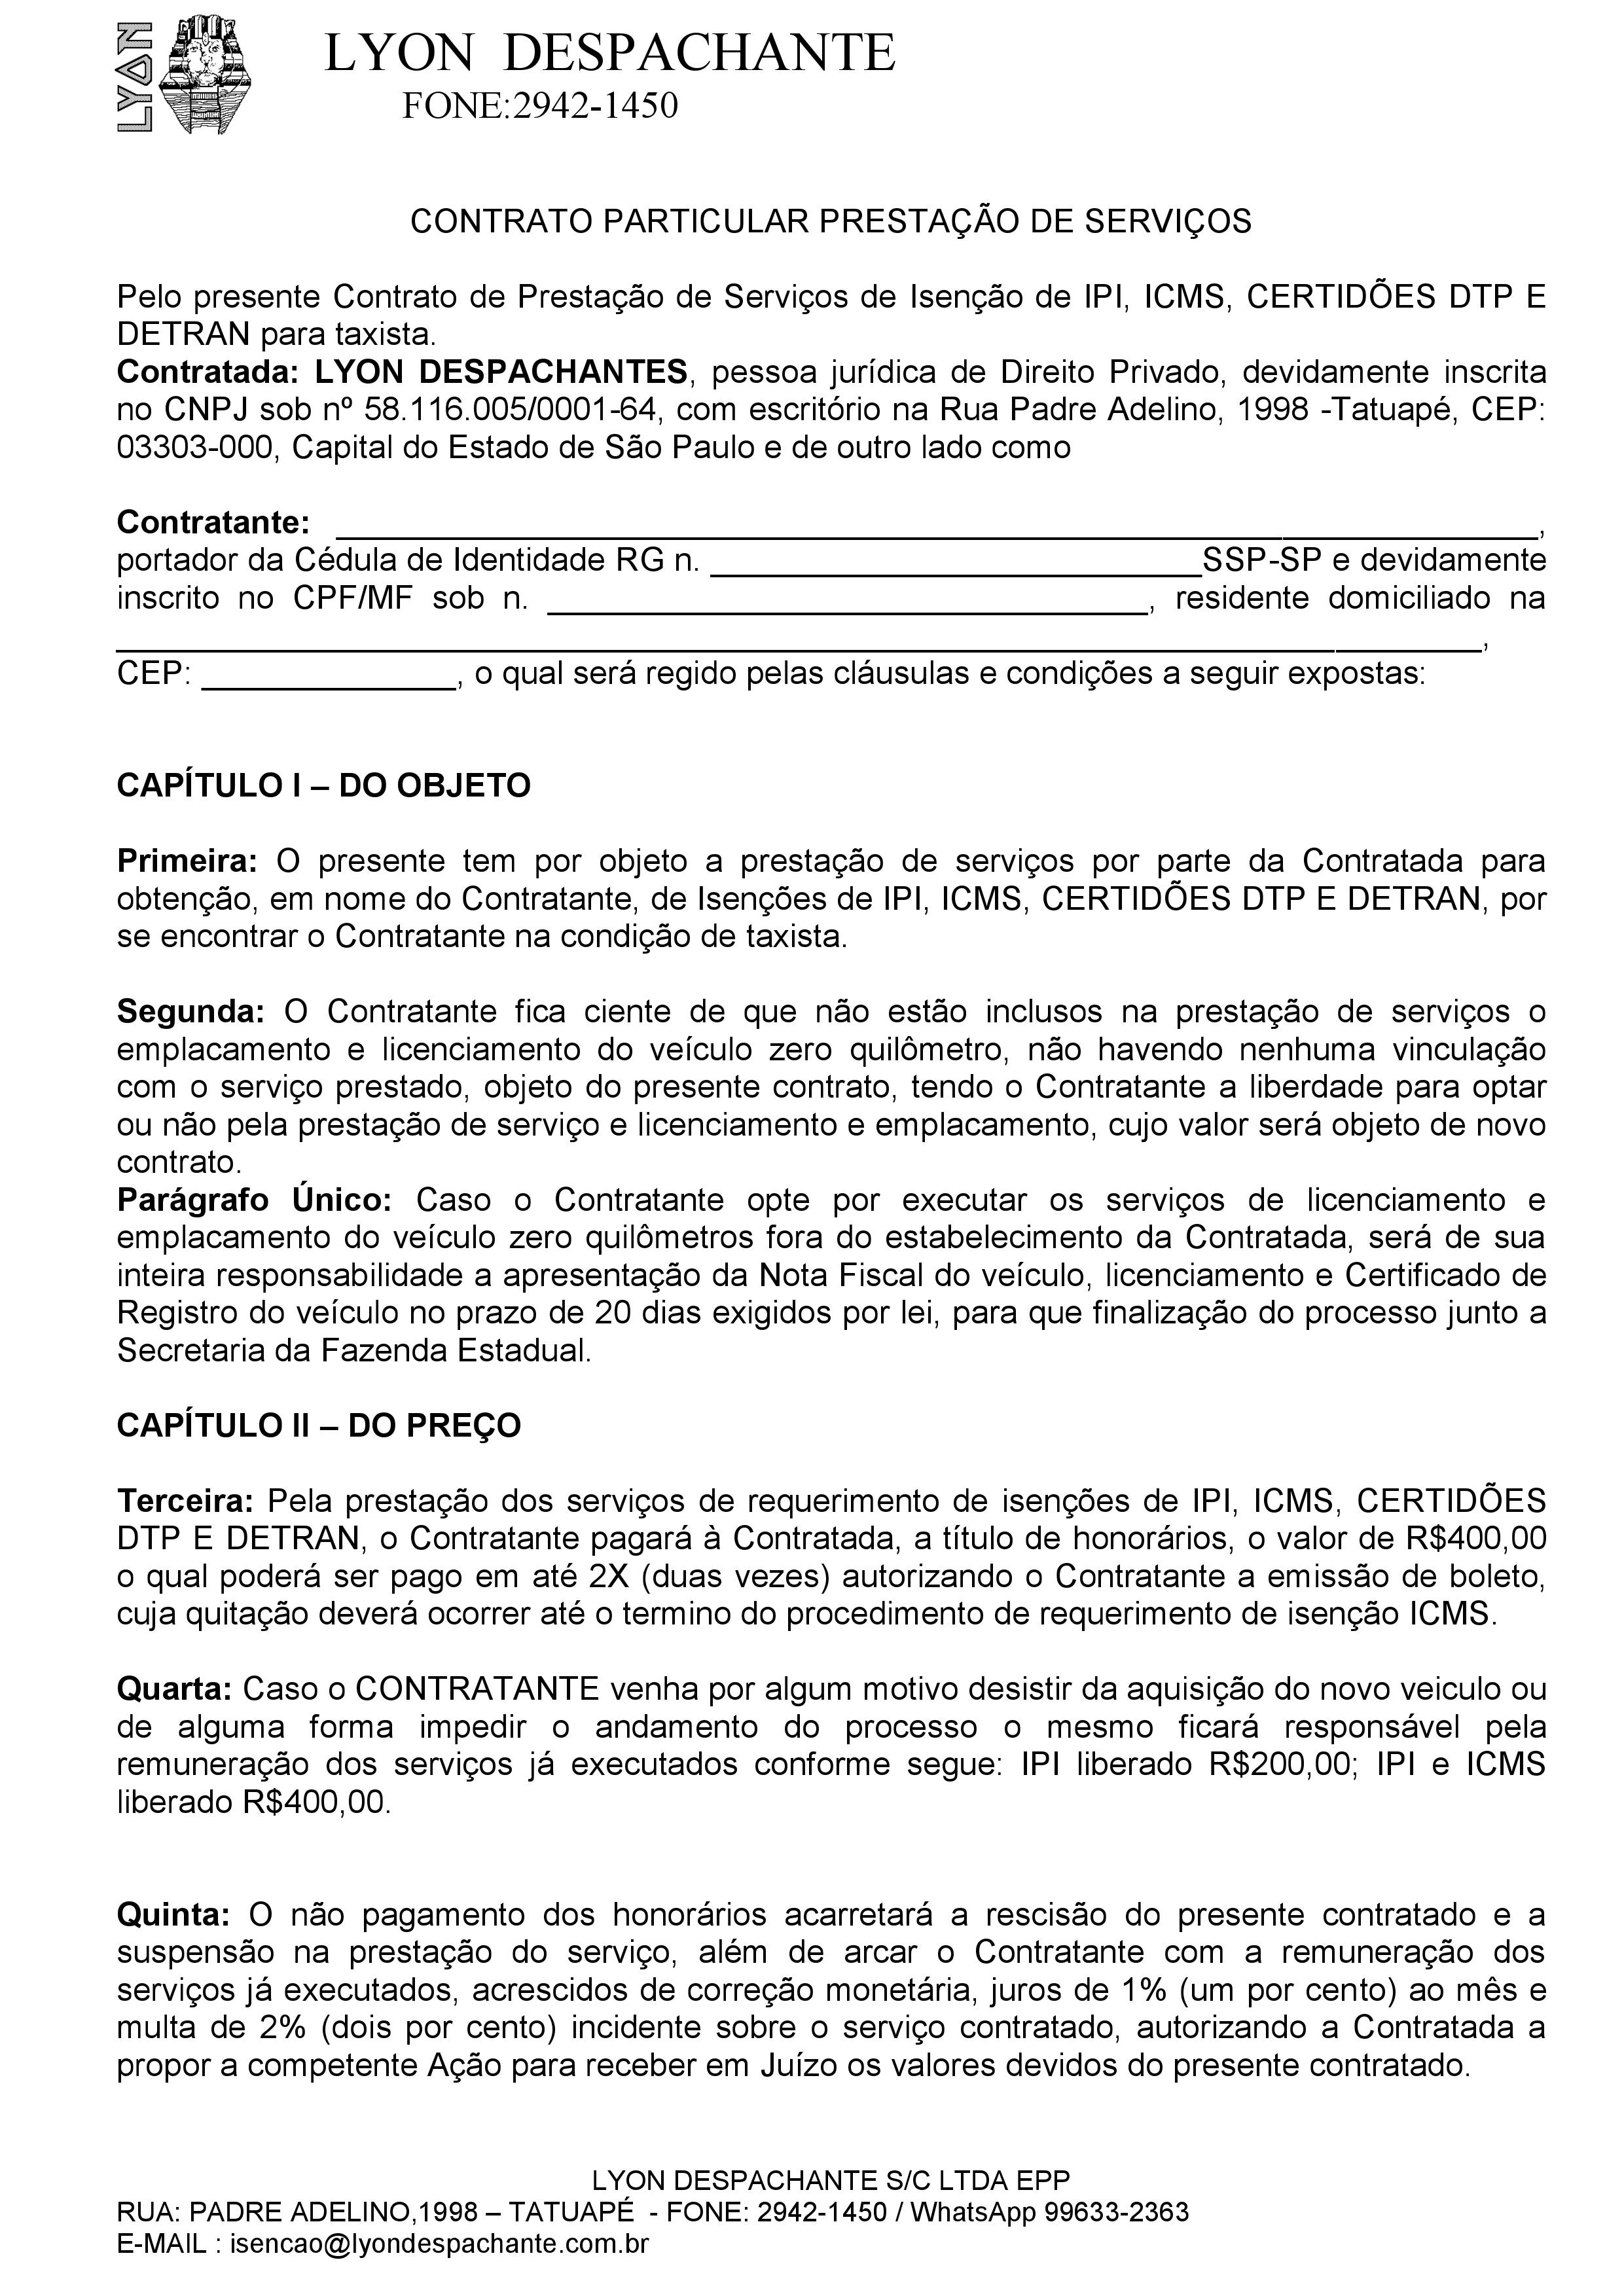 LYON
LYON DESPACHANTE
FONE:2942-1450
CONTRATO PARTICULAR PRESTAÇÃO DE SERVIÇOS
Pelo presente Contrato de Prestação de Serviços de Isenção de IPI, ICMS, CERTIDÕES DTP E
DETRAN para taxista.
Contratada: LYON DESPACHANTES, pessoa jurídica de Direito Privado, devidamente inscrita
no CNPJ sob nº 58.116.005/0001-64, com escritório na Rua Padre Adelino, 1998 -Tatuapé, CEP:
03303-000, Capital do Estado de São Paulo e de outro lado como
Contratante: ______________________________,
portador da Cédula de Identidade RG n. ______________________________SSP-SP e devidamente
inscrito no CPF/MF sob n. ______________________________, residente domiciliado na
______________________________,
CEP: ______________, o qual será regido pelas cláusulas e condições a seguir expostas:
CAPÍTULO I – DO OBJETO
Primeira: O presente tem por objeto a prestação de serviços por parte da Contratada para
obtenção, em nome do Contratante, de Isenções de IPI, ICMS, CERTIDÕES DTP E DETRAN, por
se encontrar o Contratante na condição de taxista.
Segunda: O Contratante fica ciente de que não estão inclusos na prestação de serviços o
emplacamento e licenciamento do veículo zero quilômetro, não havendo nenhuma vinculação
com o serviço prestado, objeto do presente contrato, tendo o Contratante a liberdade para optar
ou não pela prestação de serviço e licenciamento e emplacamento, cujo valor será objeto de novo
contrato.
Parágrafo Único: Caso o Contratante opte por executar os serviços de licenciamento e
emplacamento do veículo zero quilômetros fora do estabelecimento da Contratada, será de sua
inteira responsabilidade a apresentação da Nota Fiscal do veículo, licenciamento e Certificado de
Registro do veículo no prazo de 20 dias exigidos por lei, para que finalização do processo junto a
Secretaria da Fazenda Estadual.
CAPÍTULO II – DO PREÇO
Terceira: Pela prestação dos serviços de requerimento de isenções de IPI, ICMS, CERTIDÕES
DTP E DETRAN, o Contratante pagará à Contratada, a título de honorários, o valor de R$400,00
o qual poderá ser pago em até 2X (duas vezes) autorizando o Contratante a emissão de boleto,
cuja quitação deverá ocorrer até o termino do procedimento de requerimento de isenção ICMS.
Quarta: Caso o CONTRATANTE venha por algum motivo desistir da aquisição do novo veiculo ou
de alguma forma impedir o andamento do processo o mesmo ficará responsável pela
remuneração dos serviços já executados conforme segue: IPI liberado R$200,00; IPI e ICMS
liberado R$400,00.
Quinta: O não pagamento dos honorários acarretará a rescisão do presente contratado e a
suspensão na prestação do serviço, além de arcar o Contratante com a remuneração dos
serviços já executados, acrescidos de correção monetária, juros de 1% (um por cento) ao mês e
multa de 2% (dois por cento) incidente sobre o serviço contratado, autorizando a Contratada a
propor a competente Ação para receber em Juízo os valores devidos do presente contratado.
LYON DESPACHANTE S/C LTDA EPP
RUA: PADRE ADELINO,1998 – TATUAPÉ - FONE: 2942-1450 / WhatsApp 99633-2363
E-MAIL : isencao@lyondespachante.com.br